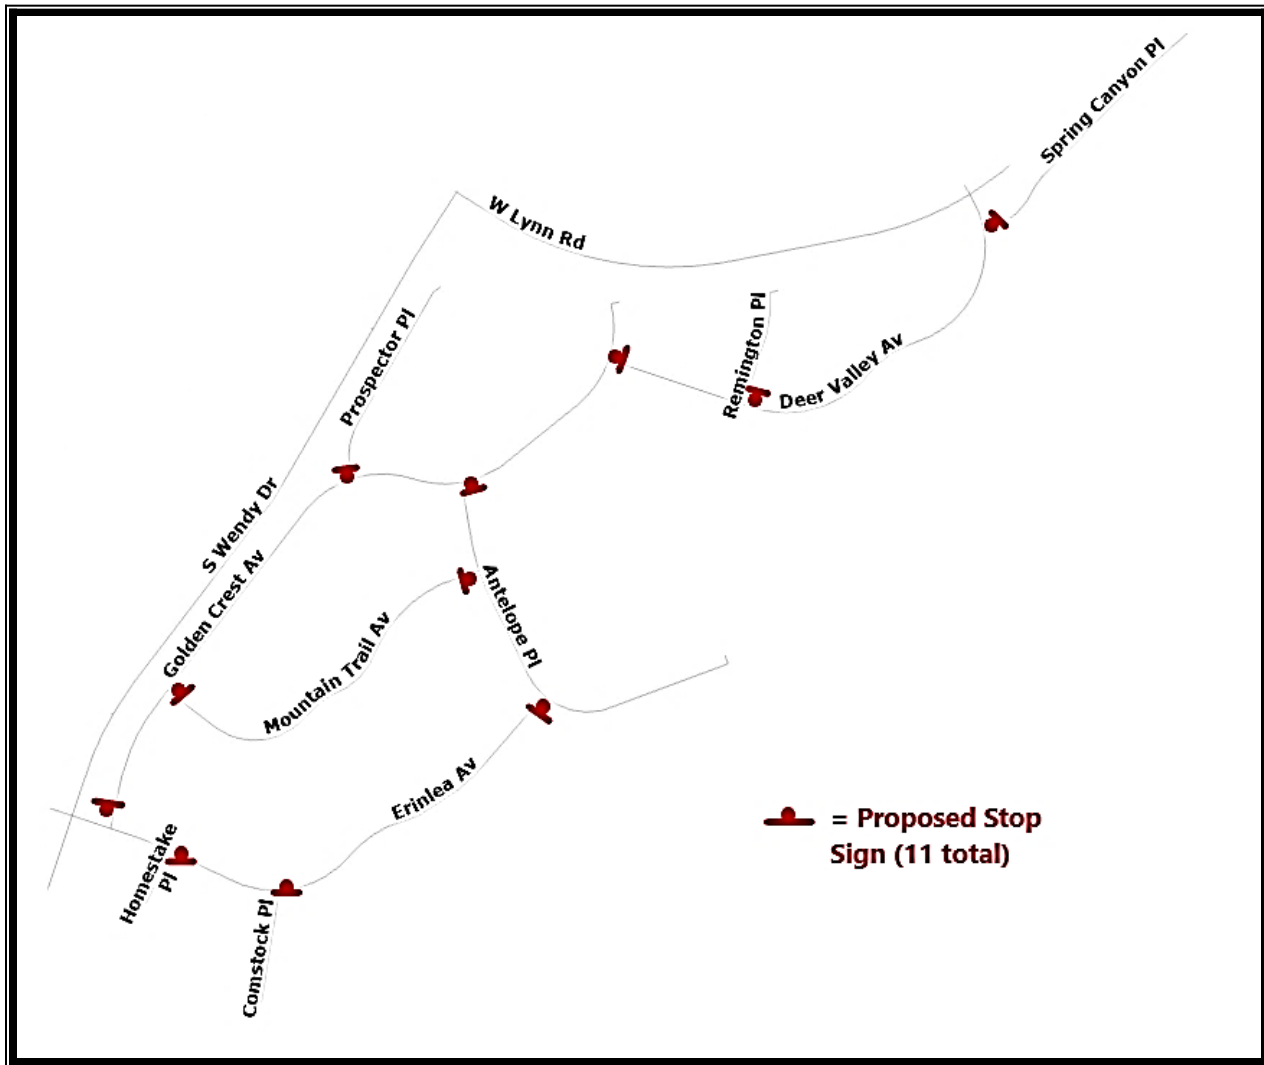 Spring Canyon Pl
W Lynn Rd
Prospector Pl
Remington Pl
Deer Valley Av
S Wendy Dr
Golden Crest Av
Antelope Pl
Mountain Trail Av
Erinlea Av
Homestake
Pl
Comstock Pl
= Proposed Stop
Sign (11 total)